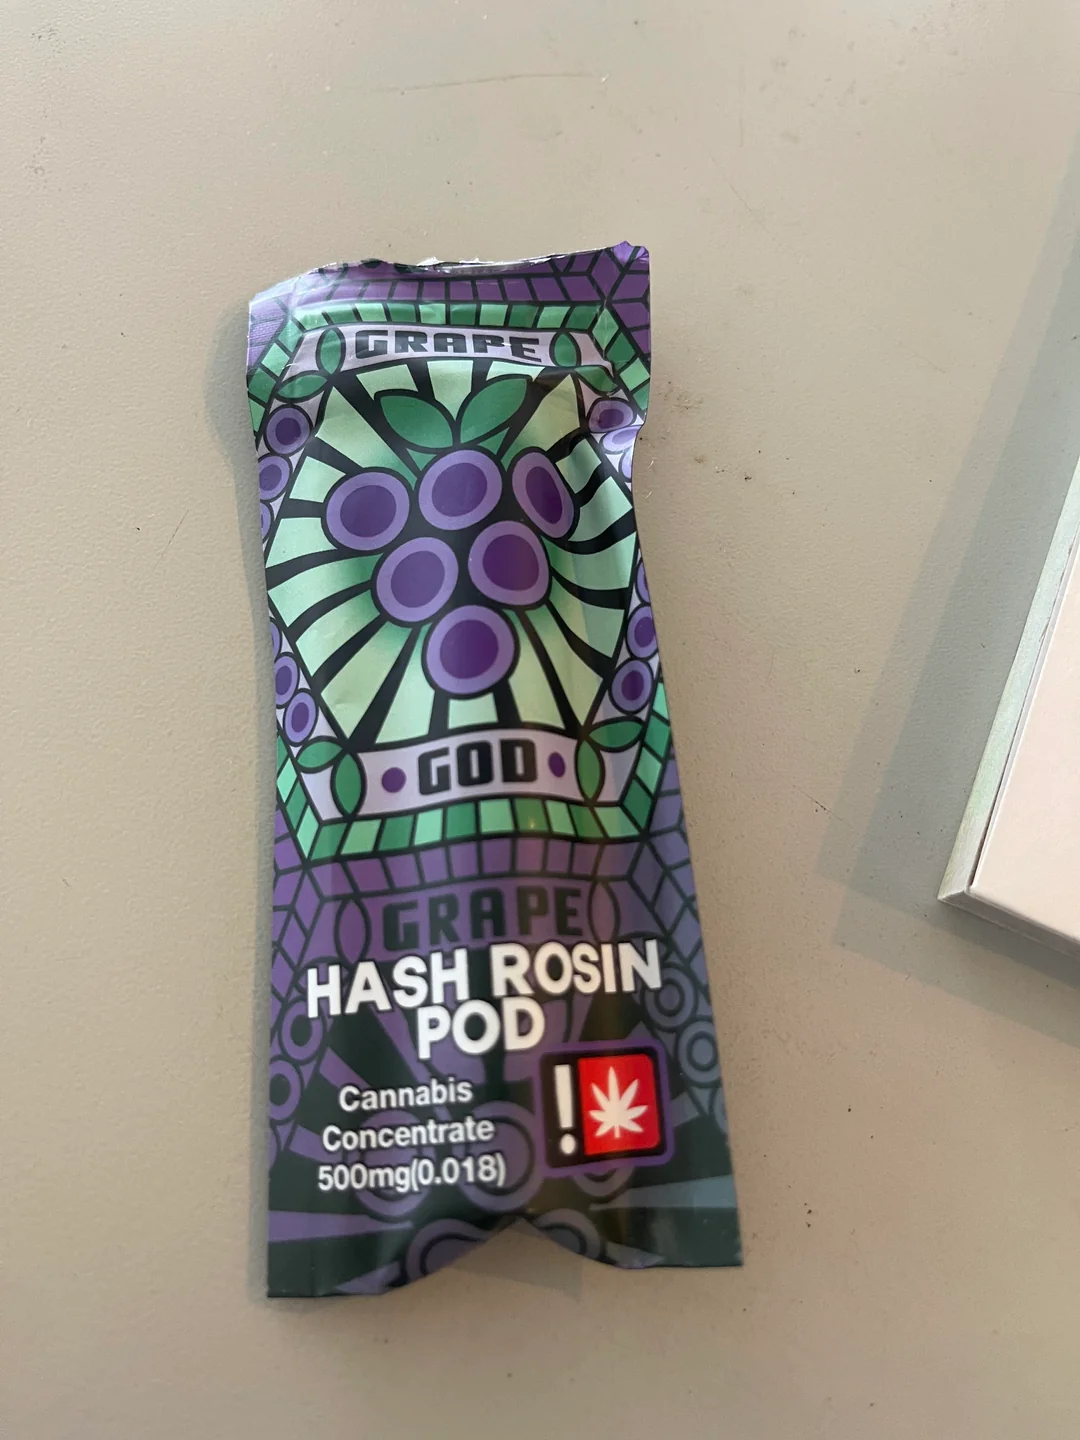 GRAPE
GOD
GRAPE
HASH ROSIN
POD
Cannabis
Concentrate
500mg(0.018)
!